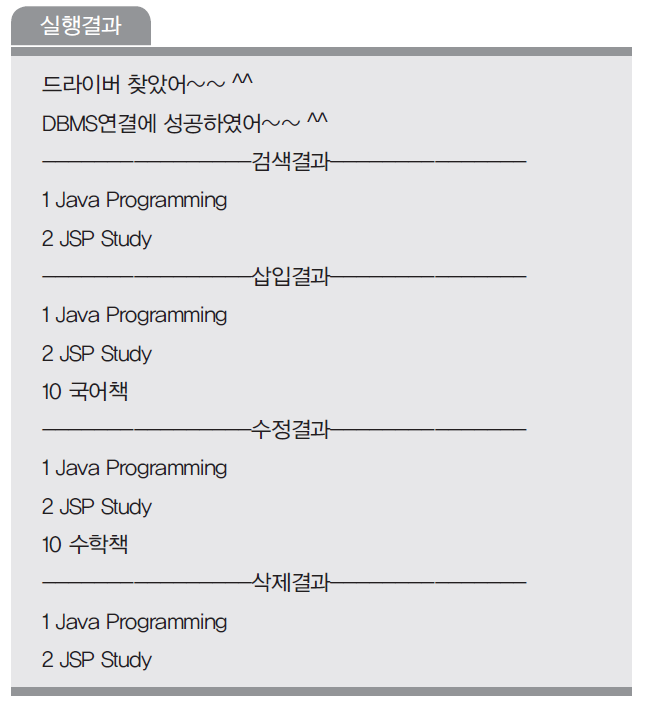 실행결과
드라이버 찾았어~~ ^^
DBMS연결에 성공하였어~~ ^^
────────────검색결과────────────
1 Java Programming
2 JSP Study
────────────삽입결과────────────
1 Java Programming
2 JSP Study
10 국어책
────────────수정결과────────────
1 Java Programming
2 JSP Study
10 수학책
────────────삭제결과────────────
1 Java Programming
2 JSP Study